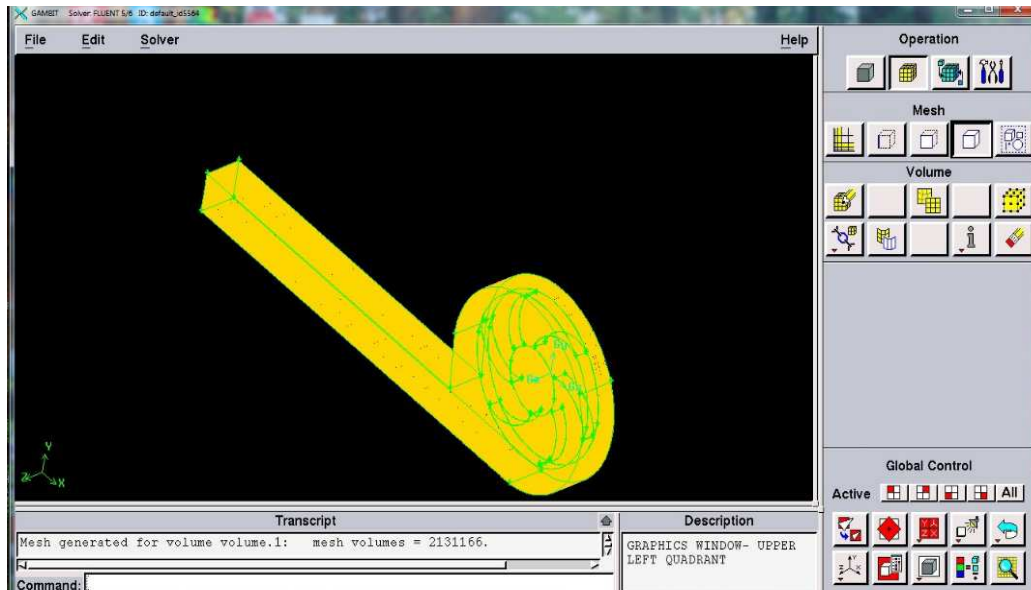 GAMBIT Solver: FLUENT 5/6 ID: default_id5564
File Edit Solver Help
Operation
Mesh
Volume
Gy
Y
Z X
Global Control
Active All
Transcript
Mesh generated for volume volume.1: mesh volumes = 2131166.
Description
GRAPHICS WINDOW- UPPER
LEFT QUADRANT
Command: